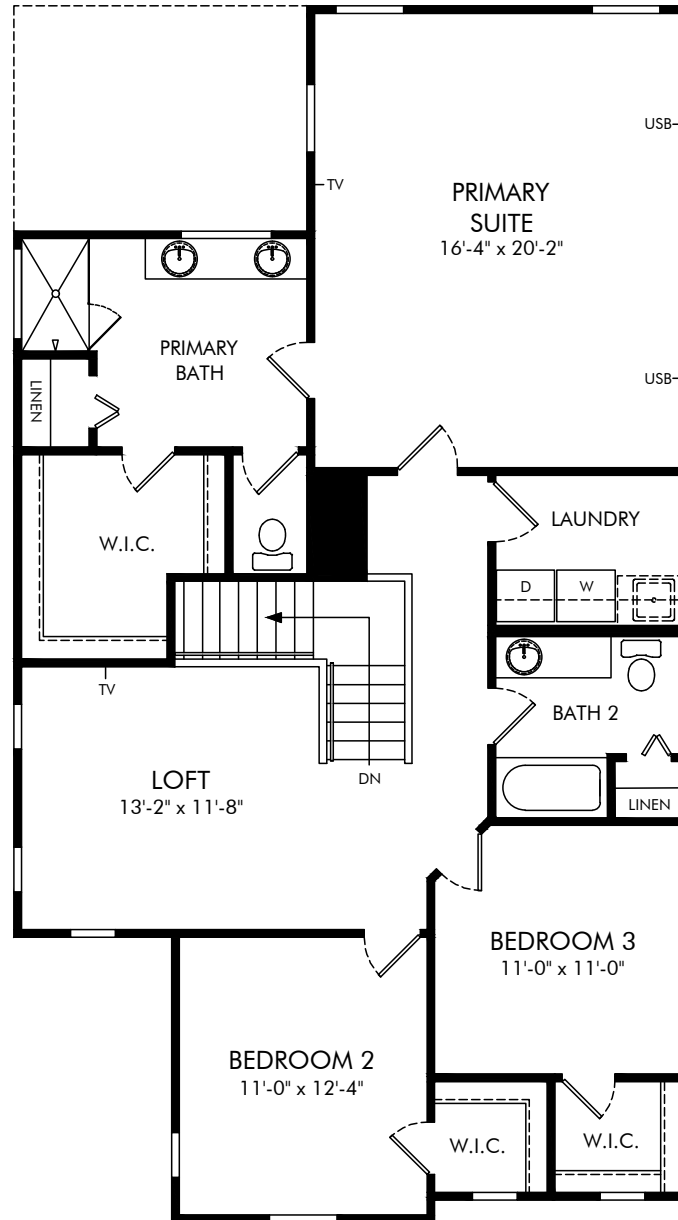 USB
TV
PRIMARY
SUITE
16'-4" x 20'-2"
PRIMARY
BATH
USB
LINEN
W.I.C.
LAUNDRY
D
W
TV
BATH 2
DN
LOFT
13'-2" x 11'-8"
LINEN
BEDROOM 3
11'-0" x 11'-0"
BEDROOM 2
11'-0" x 12'-4"
W.I.C.
W.I.C.